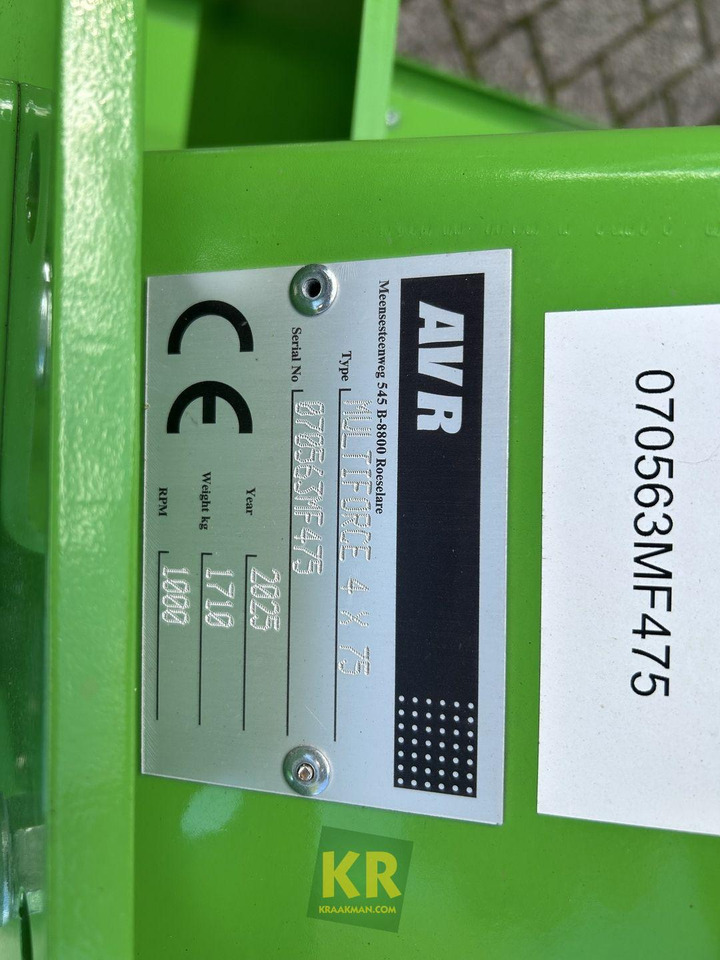 AVR
Meensesteenweg 545 B-8800 Roeselare
Type MULTIFORCE 4 X 75
Serial No 070563MF475
Year 2025
Weight kg 1710
RPM 1000
CE
070563MF475
KR
KRAAKMAN.COM